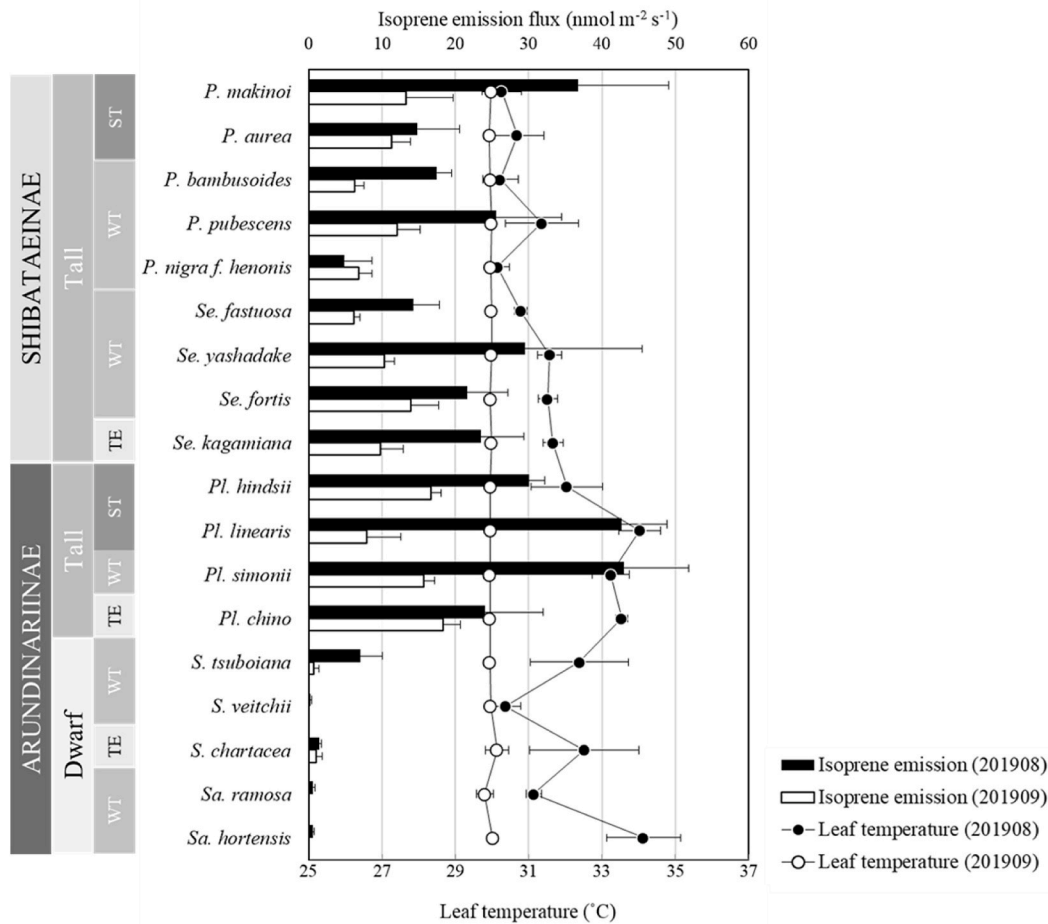 Isoprene emission flux (nmol m⁻² s⁻¹)
0 10 20 30 40 50 60
SHIBATAEINAE
Tall
ST
WT
WT
TE
ARUNDINARIINAE
Tall
Dwarf
ST
WT
TE
WT
TE
WT
P. makinoi
P. aurea
P. bambusoides
P. pubescens
P. nigra f. henonis
Se. fastuosa
Se. yashadake
Se. fortis
Se. kagamiana
Pl. hindsii
Pl. linearis
Pl. simonii
Pl. chino
S. tsuboiana
S. veitchii
S. chartacea
Sa. ramosa
Sa. hortensis
25 27 29 31 33 35 37
Leaf temperature (°C)
Isoprene emission (201908)
Isoprene emission (201909)
Leaf temperature (201908)
Leaf temperature (201909)